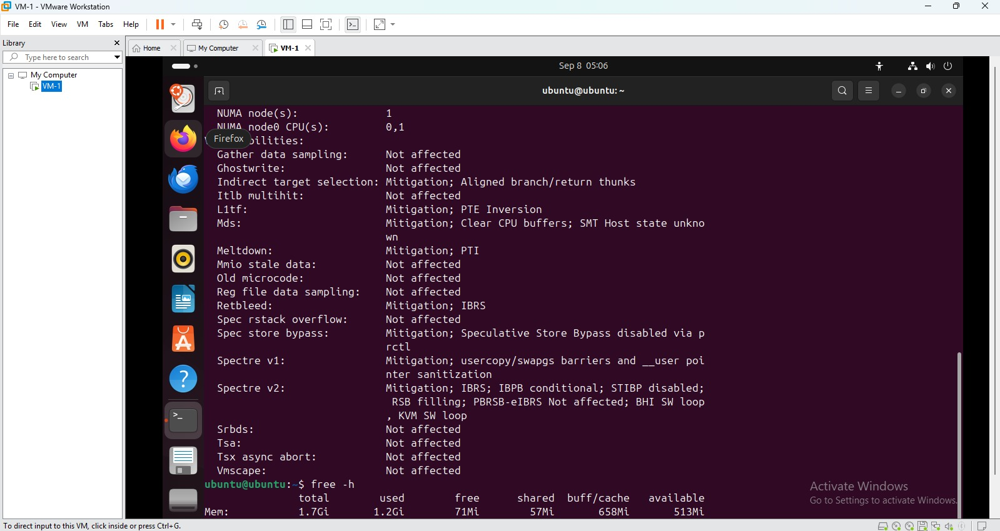 VM-1 - VMware Workstation
File Edit View VM Tabs Help
Library
Home
My Computer
VM-1
Type here to search
My Computer
VM-1
Sep 8 05:06
ubuntu@ubuntu: ~
NUMA node(s): 1
NUMA node0 CPU(s): 0,1
Firefox
bilities:
Gather data sampling: Not affected
Ghostwrite: Not affected
Indirect target selection: Mitigation; Aligned branch/return thunks
Itlb multihit: Not affected
L1tf: Mitigation; PTE Inversion
Mds: Mitigation; Clear CPU buffers; SMT Host state unkno
wn
Meltdown: Mitigation; PTI
Mmio stale data: Not affected
Old microcode: Not affected
Reg file data sampling: Not affected
Retbleed: Mitigation; IBRS
Spec rstack overflow: Not affected
Spec store bypass: Mitigation; Speculative Store Bypass disabled via p
rctl
Spectre v1: Mitigation; usercopy/swapgs barriers and __user poi
nter sanitization
Spectre v2: Mitigation; IBRS; IBPB conditional; STIBP disabled;
RSB filling; PBRSB-eIBRS Not affected; BHI SW loop
, KVM SW loop
Srbds: Not affected
Tsa: Not affected
Tsx async abort: Not affected
Vmscape: Not affected
ubuntu@ubuntu:~$ free -h
total used free shared buff/cache available
Mem: 1.7Gi 1.2Gi 71Mi 57Mi 658Mi 513Mi
Activate Windows
Go to Settings to activate Windows.
To direct input to this VM, click inside or press Ctrl+G.